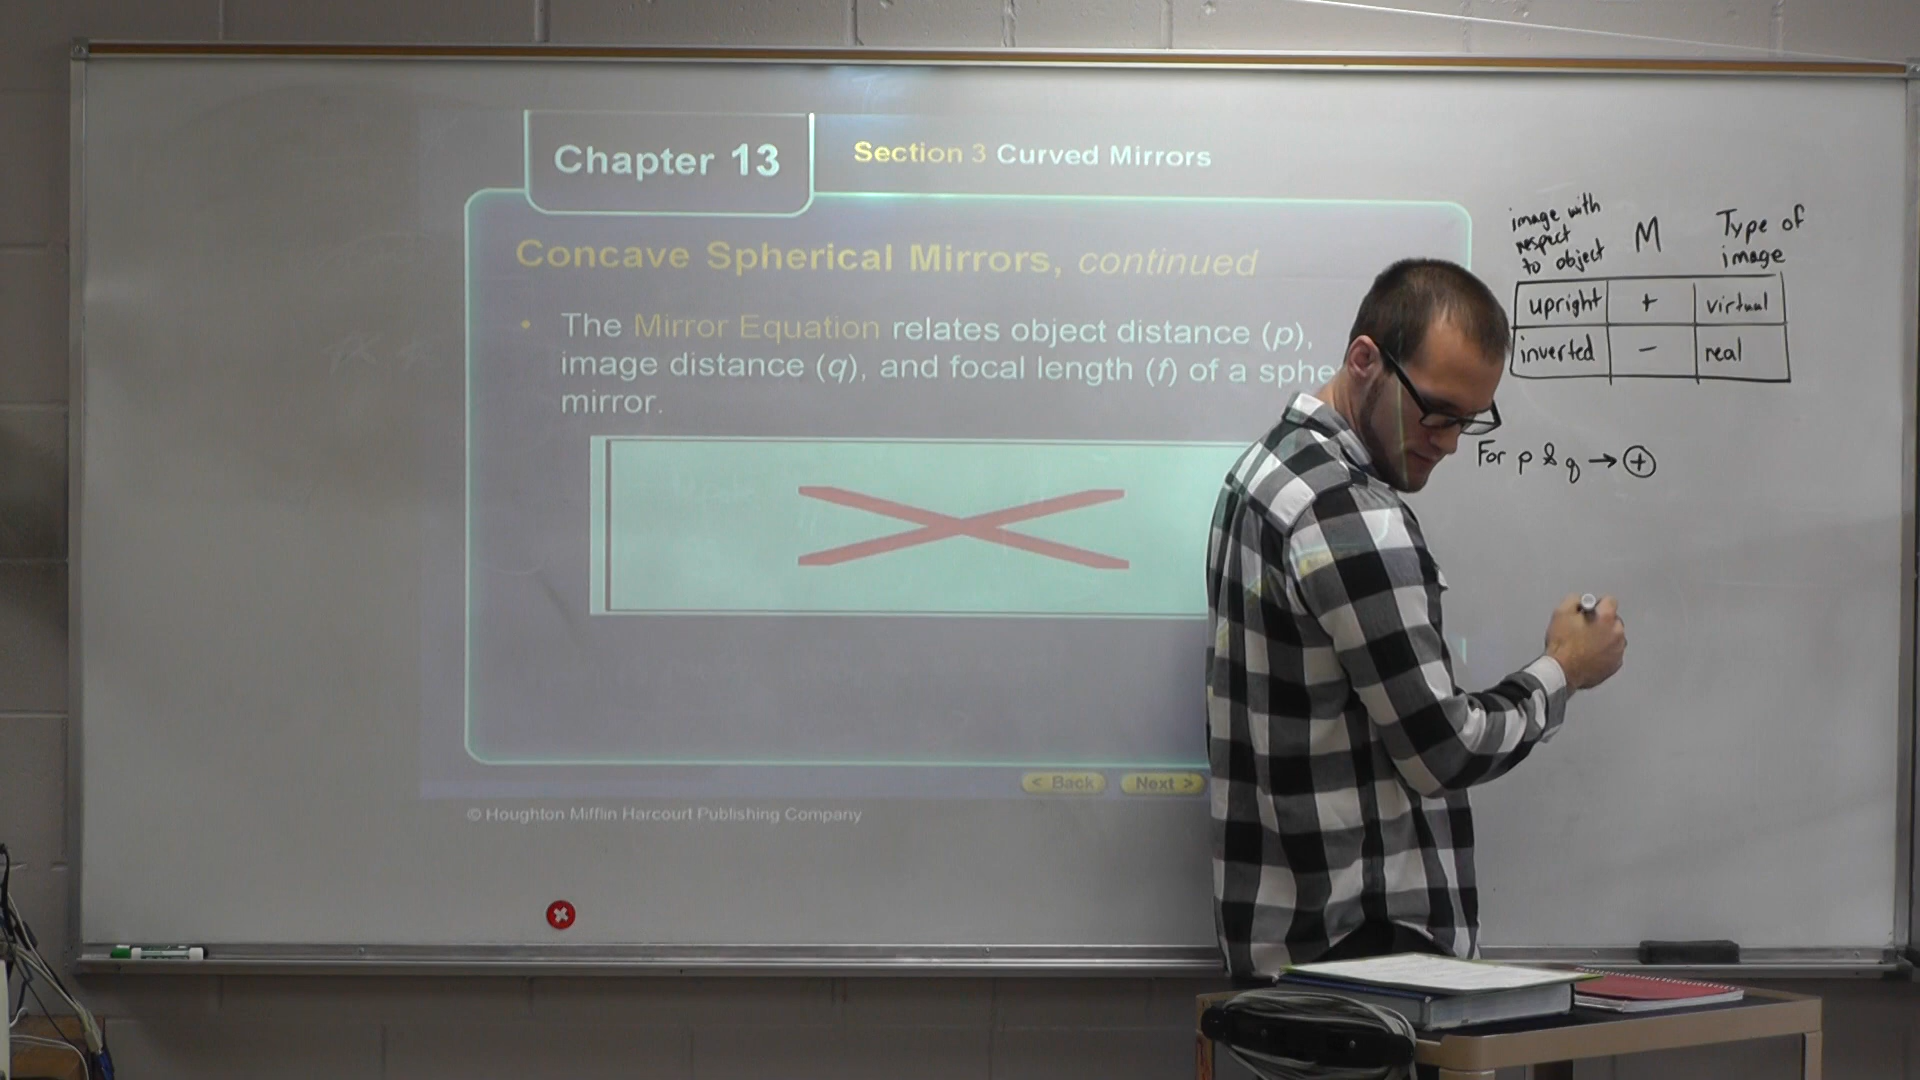 Chapter 13
Section 3 Curved Mirrors
Concave Spherical Mirrors, continued
• The Mirror Equation relates object distance (p),
image distance (q), and focal length (f) of a
mirror.
< Back Next >
© Houghton Mifflin Harcourt Publishing Company
image with
respect
to object
M
Type of
image
upright + virtual
inverted − real
For p & q → +